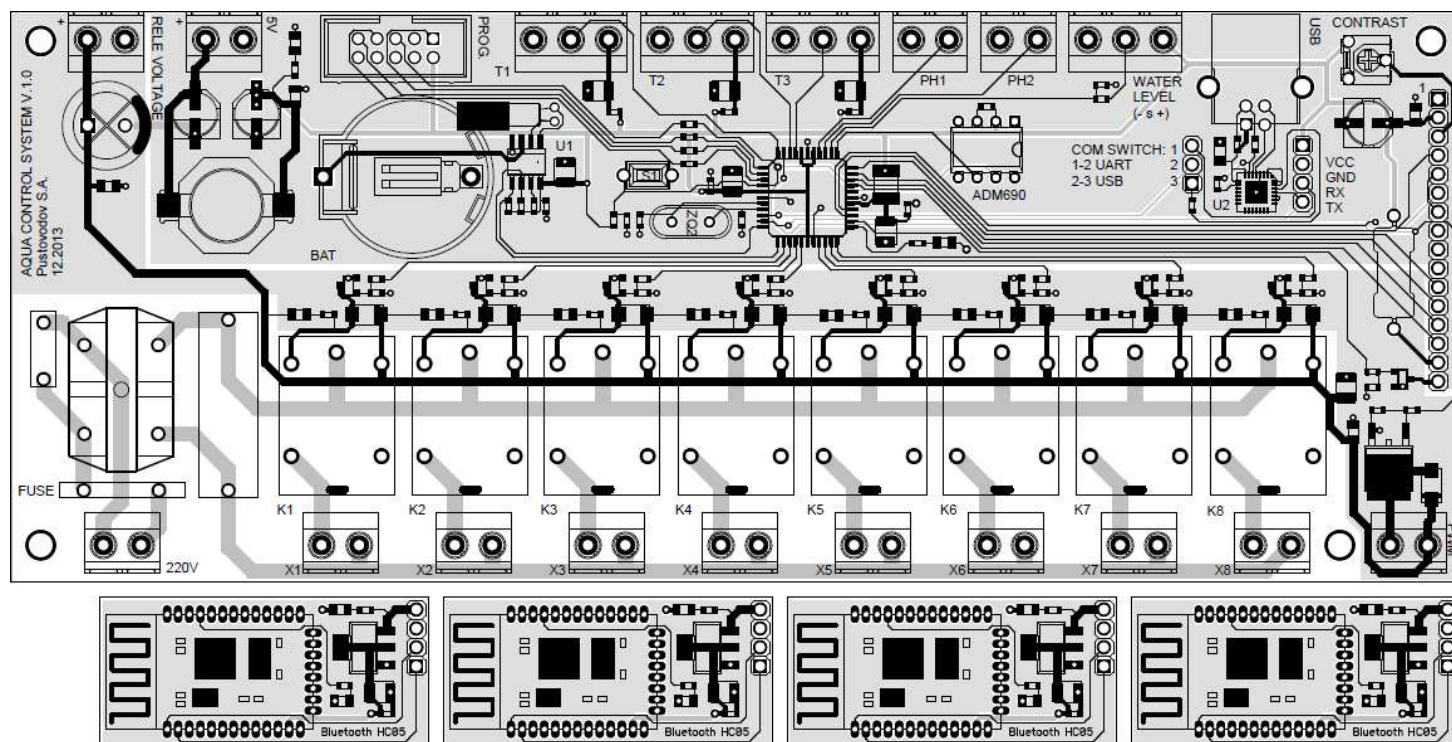 +
+
5V
PROG.
USB
CONTRAST
RELE VOLTAGE
T1
T2
T3
PH1
PH2
WATER
LEVEL
(- s +)
1
AQUA CONTROL SYSTEM V.1.0
Pustovodov S.A.
12.2013
U1
S1
ZQ2
ADM690
COM SWITCH: 1
1-2 UART 2
2-3 USB 3
U2
VCC
GND
RX
TX
BAT
FUSE
K1
K2
K3
K4
K5
K6
K7
K8
220V
X1
X2
X3
X4
X5
X6
X7
X8
Bluetooth HC05
Bluetooth HC05
Bluetooth HC05
Bluetooth HC05